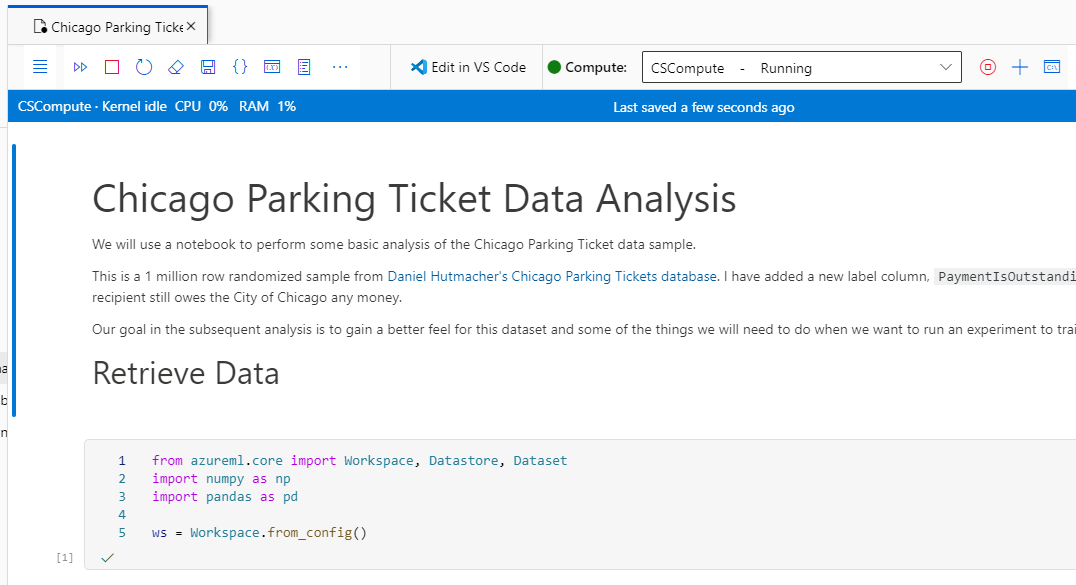 Chicago Parking Ticke
Edit in VS Code
Compute:
CSCompute - Running
CSCompute · Kernel idle CPU 0% RAM 1%
Last saved a few seconds ago
Chicago Parking Ticket Data Analysis
We will use a notebook to perform some basic analysis of the Chicago Parking Ticket data sample.
This is a 1 million row randomized sample from Daniel Hutmacher's Chicago Parking Tickets database. I have added a new label column, PaymentIsOutstandi
recipient still owes the City of Chicago any money.
Our goal in the subsequent analysis is to gain a better feel for this dataset and some of the things we will need to do when we want to run an experiment to trai
Retrieve Data
1 from azureml.core import Workspace, Datastore, Dataset
2 import numpy as np
3 import pandas as pd
4
5 ws = Workspace.from_config()
[1]